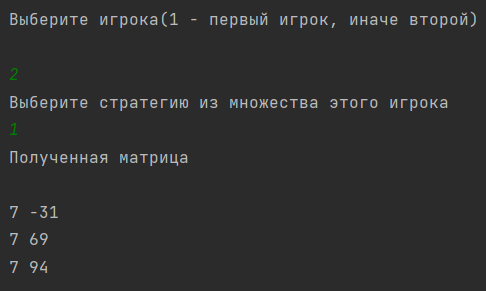 Выберите игрока(1 - первый игрок, иначе второй)
2
Выберите стратегию из множества этого игрока
1
Полученная матрица
7 -31
7 69
7 94